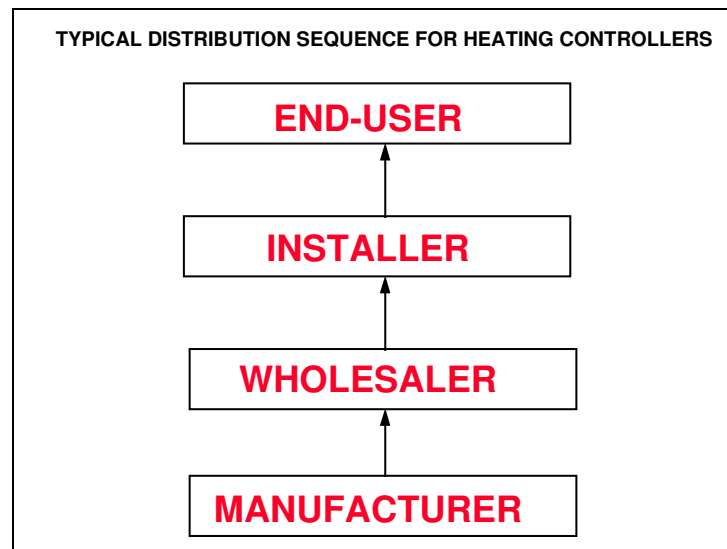 TYPICAL DISTRIBUTION SEQUENCE FOR HEATING CONTROLLERS
END-USER
INSTALLER
WHOLESALER
MANUFACTURER